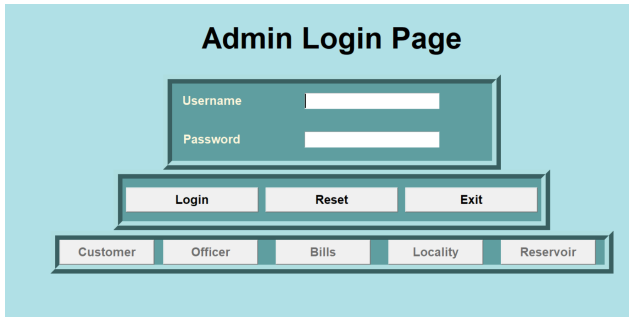 Admin Login Page
Username
Password
Login Reset Exit
Customer Officer Bills Locality Reservoir